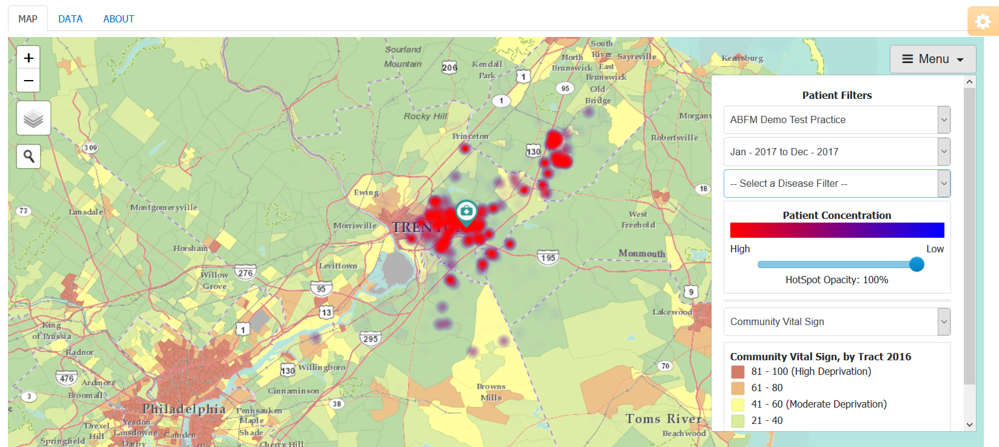 MAP DATA ABOUT
+
−
Menu
Sourland
Mountain
206
Kendall
Park
1
North
Brunswick
South
River
East
Brunswick
Sayreville
Keansburg
95
Old
Bridge
1
Rocky Hill
Morganv
Princeton
130
Robertsville
309
Ewing
18
73
Lansdale
Montgomeryville
Morrisville
TRENTO
West
Freehold
Horsham
Monmouth
195
Levittown
276
Willow
Grove
95
9
13
Lakewood
King
of Prussia
1
295
Radnor
Willingboro
130
70
476
Ardmore
Broomall
Cinnaminson
Browns
Mills
3
38
Philadelphia
Pennsauken
Maple
Shade
Toms River
Yeadon
Lansdowne
Drexel
Hill
Camden
Beachwood
Springfield
Darby
Cherry Hill
Patient Filters
ABFM Demo Test Practice
Jan - 2017 to Dec - 2017
-- Select a Disease Filter --
Patient Concentration
High Low
HotSpot Opacity: 100%
Community Vital Sign
Community Vital Sign, by Tract 2016
81 - 100 (High Deprivation)
61 - 80
41 - 60 (Moderate Deprivation)
21 - 40